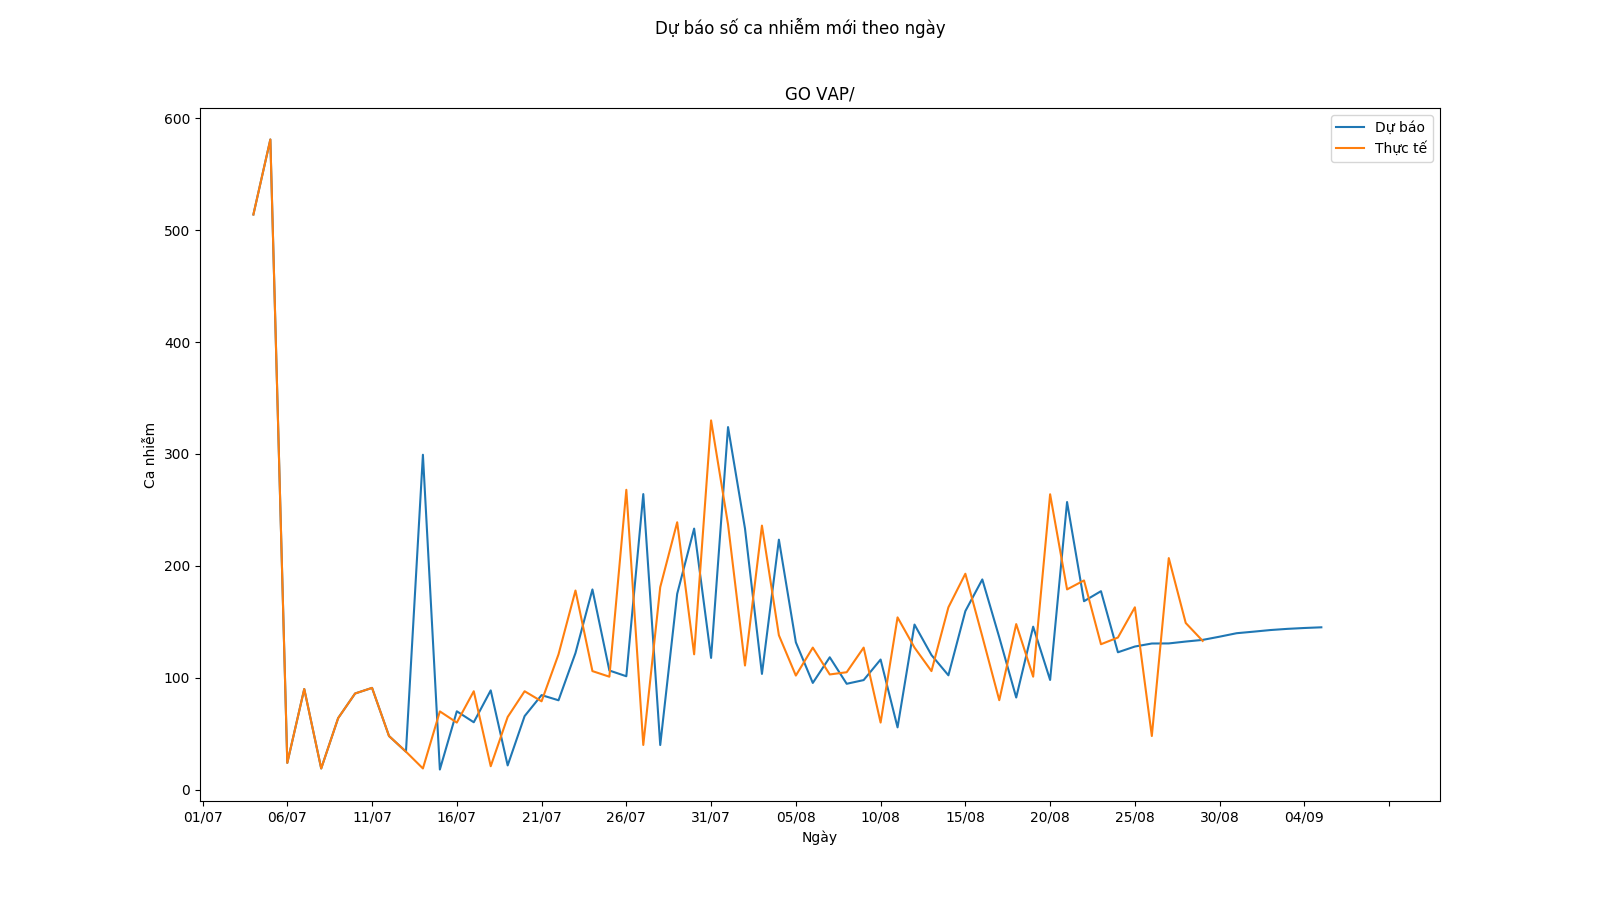 Dự báo số ca nhiễm mới theo ngày
GO VAP/
Dự báo
Thực tế
600
500
400
300
200
100
0
Ca nhiễm
01/07 06/07 11/07 16/07 21/07 26/07 31/07 05/08 10/08 15/08 20/08 25/08 30/08 04/09
Ngày